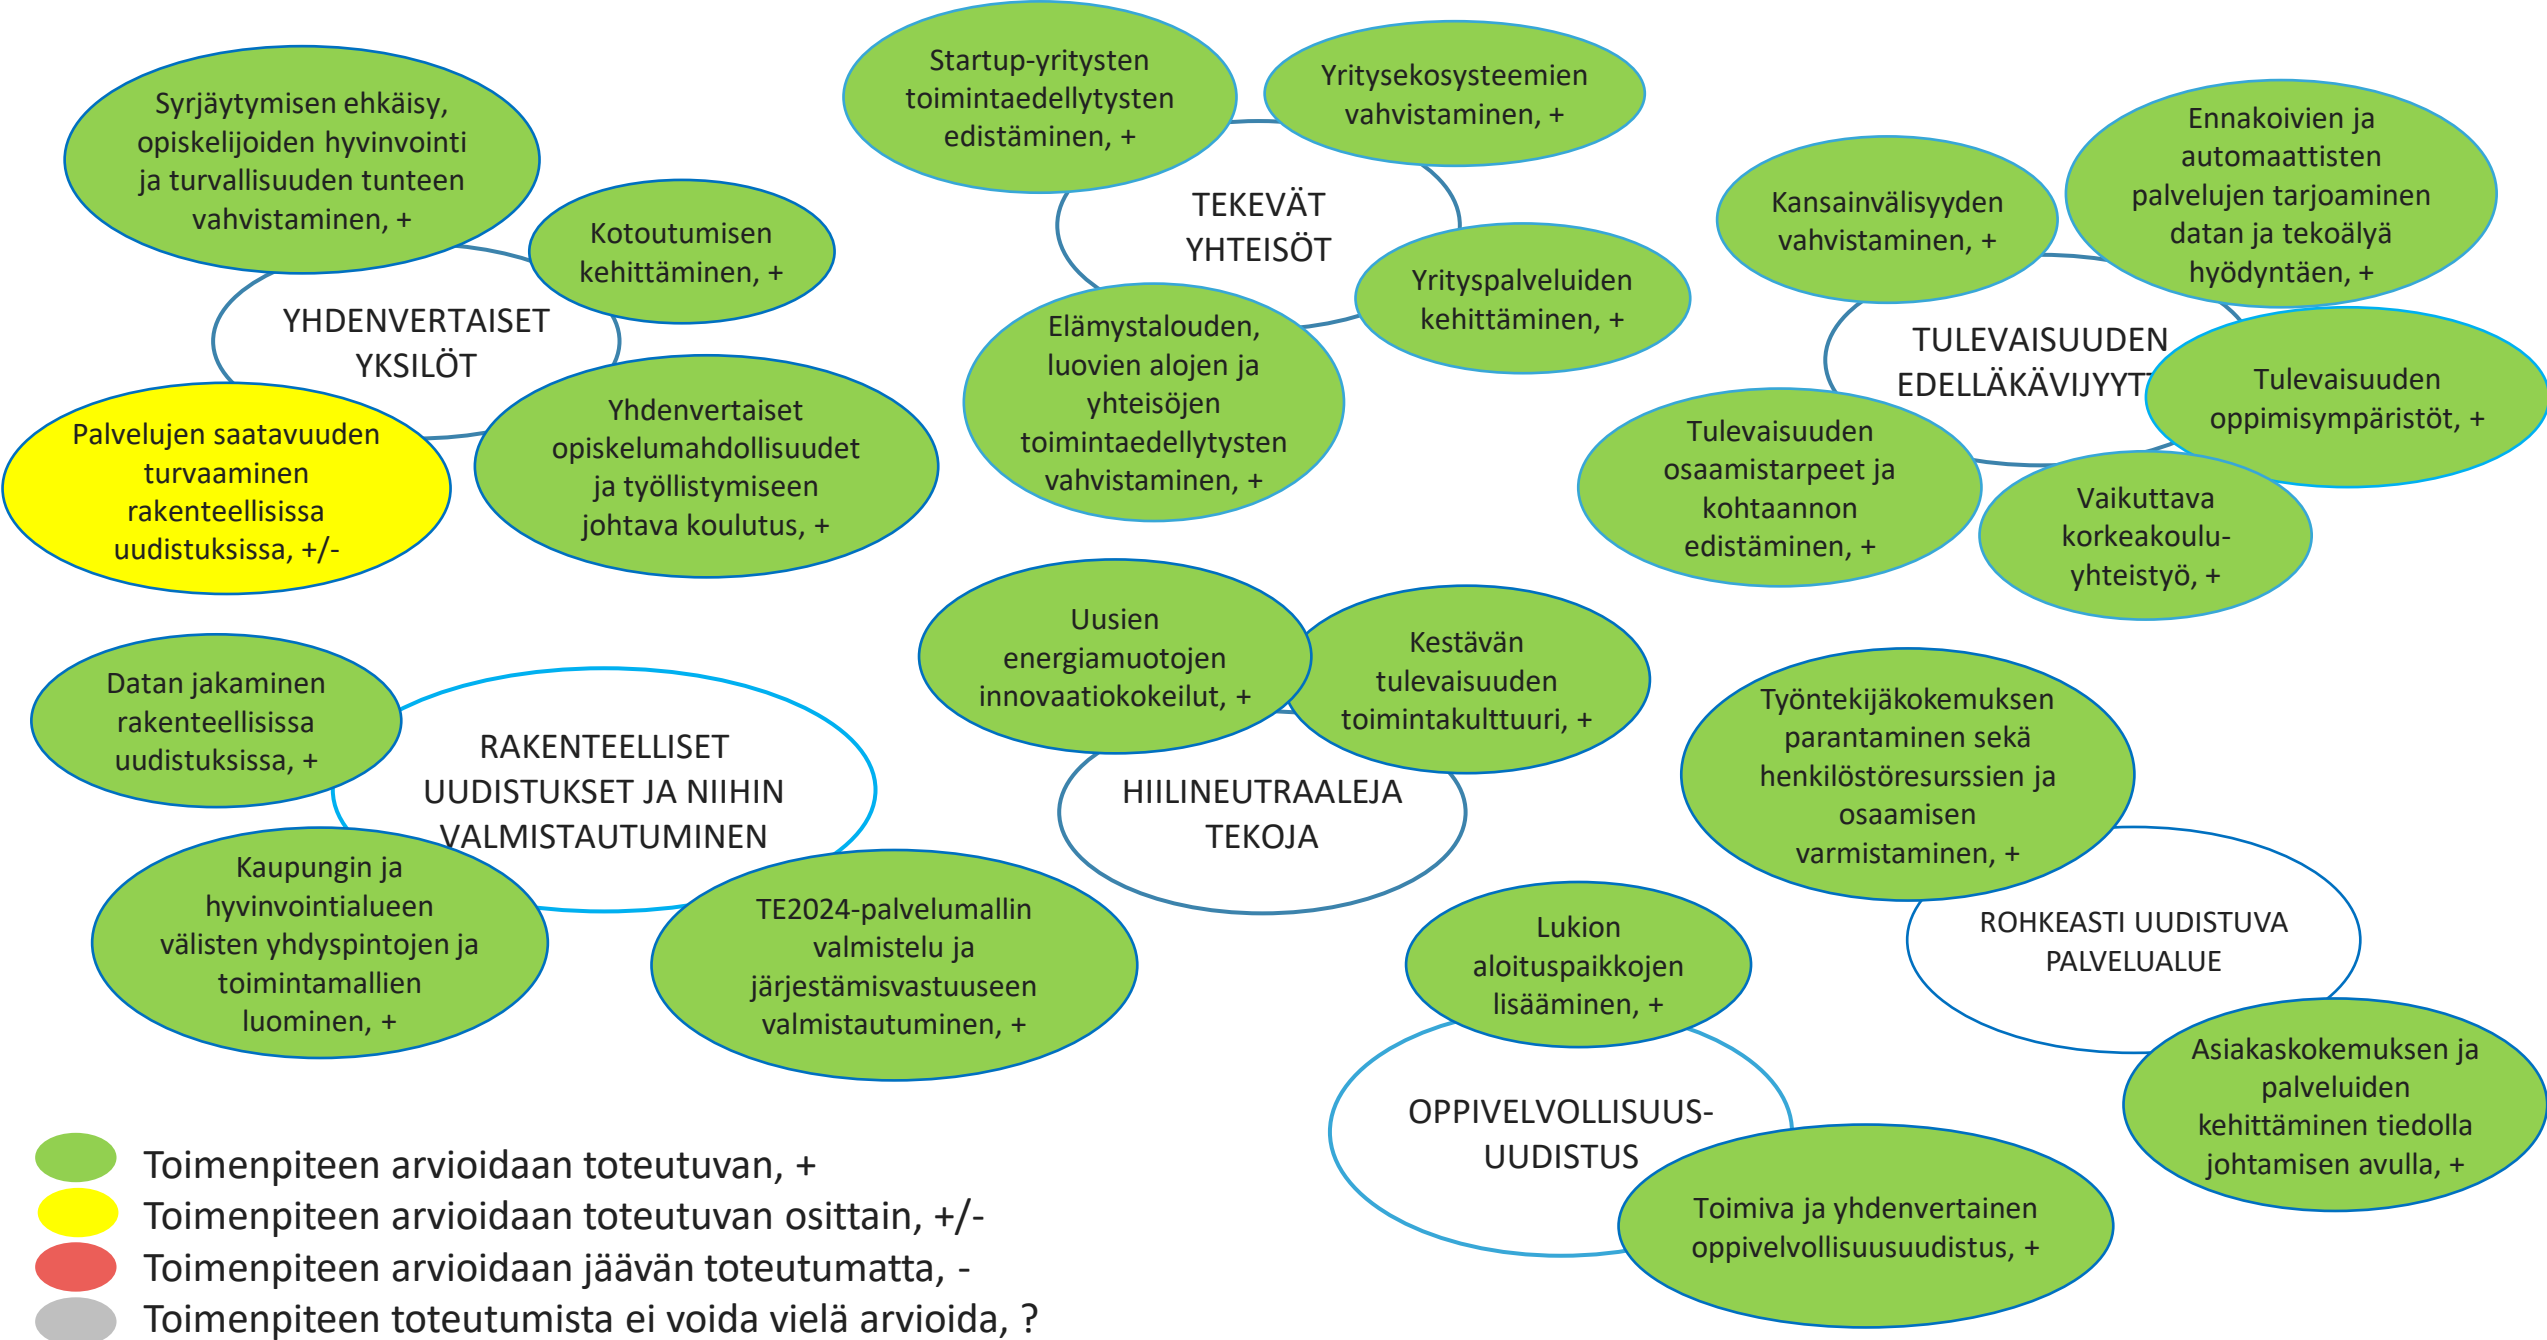 Syrjäytymisen ehkäisy,
opiskelijoiden hyvinvointi
ja turvallisuuden tunteen
vahvistaminen, +
Kotoutumisen
kehittäminen, +
YHDENVERTAISET
YKSILÖT
Palvelujen saatavuuden
turvaaminen
rakenteellisissa
uudistuksissa, +/-
Yhdenvertaiset
opiskelumahdollisuudet
ja työllistymiseen
johtava koulutus, +
Startup-yritysten
toimintaedellytysten
edistäminen, +
Yritysekosysteemien
vahvistaminen, +
TEKEVÄT
YHTEISÖT
Yrityspalveluiden
kehittäminen, +
Elämystalouden,
luovien alojen ja
yhteisöjen
toimintaedellytysten
vahvistaminen, +
Kansainvälisyyden
vahvistaminen, +
Ennakoivien ja
automaattisten
palvelujen tarjoaminen
datan ja tekoälyä
hyödyntäen, +
TULEVAISUUDEN
EDELLÄKÄVIJYYT
Tulevaisuuden
oppimisympäristöt, +
Tulevaisuuden
osaamistarpeet ja
kohtaannon
edistäminen, +
Vaikuttava
korkeakoulu-
yhteistyö, +
Datan jakaminen
rakenteellisissa
uudistuksissa, +
RAKENTEELLISET
UUDISTUKSET JA NIIHIN
VALMISTAUTUMINEN
Kaupungin ja
hyvinvointialueen
välisten yhdyspintojen ja
toimintamallien
luominen, +
TE2024-palvelumallin
valmistelu ja
järjestämisvastuuseen
valmistautuminen, +
Uusien
energiamuotojen
innovaatiokokeilut, +
Kestävän
tulevaisuuden
toimintakulttuuri, +
HIILINEUTRAALEJA
TEKOJA
Työntekijäkokemuksen
parantaminen sekä
henkilöstöresurssien ja
osaamisen
varmistaminen, +
ROHKEASTI UUDISTUVA
PALVELUALUE
Asiakaskokemuksen ja
palveluiden
kehittäminen tiedolla
johtamisen avulla, +
Lukion
aloituspaikkojen
lisääminen, +
OPPIVELVOLLISUUS-
UUDISTUS
Toimiva ja yhdenvertainen
oppivelvollisuusuudistus, +
Toimenpiteen arvioidaan toteutuvan, +
Toimenpiteen arvioidaan toteutuvan osittain, +/-
Toimenpiteen arvioidaan jäävän toteutumatta, -
Toimenpiteen toteutumista ei voida vielä arvioida, ?